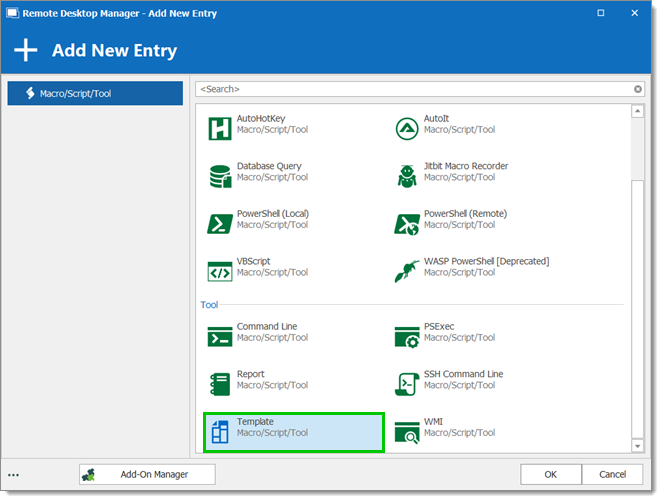 Remote Desktop Manager - Add New Entry
Add New Entry
Macro/Script/Tool
<Search>
AutoHotKey
Macro/Script/Tool
AutoIt
Macro/Script/Tool
Database Query
Macro/Script/Tool
Jitbit Macro Recorder
Macro/Script/Tool
PowerShell (Local)
Macro/Script/Tool
PowerShell (Remote)
Macro/Script/Tool
VBScript
Macro/Script/Tool
WASP PowerShell [Deprecated]
Macro/Script/Tool
Tool
Command Line
Macro/Script/Tool
PSExec
Macro/Script/Tool
Report
Macro/Script/Tool
SSH Command Line
Macro/Script/Tool
Template
Macro/Script/Tool
WMI
Macro/Script/Tool
Add-On Manager
OK
Cancel